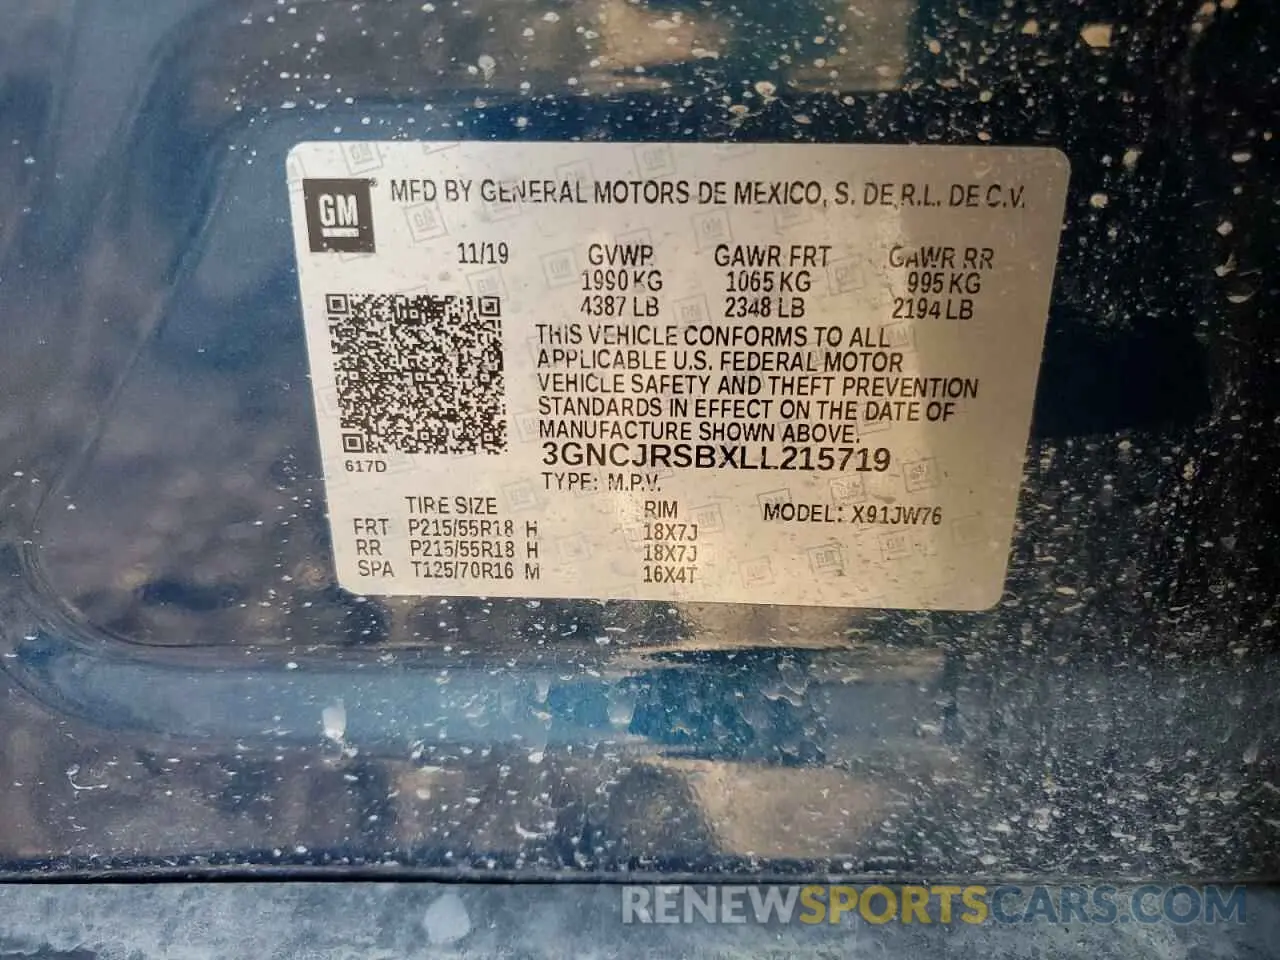 GM
MFD BY GENERAL MOTORS DE MEXICO, S. DE R.L. DE C.V.
11/19 GVWR GAWR FRT GAWR RR
1990 KG 1065 KG 995 KG
4387 LB 2348 LB 2194 LB
THIS VEHICLE CONFORMS TO ALL
APPLICABLE U.S. FEDERAL MOTOR
VEHICLE SAFETY AND THEFT PREVENTION
STANDARDS IN EFFECT ON THE DATE OF
MANUFACTURE SHOWN ABOVE.
617D
3GNCJRSBXLL215719
TYPE: M.P.V.
TIRE SIZE RIM MODEL: X91JW76
FRT P215/55R18 H 18X7J
RR P215/55R18 H 18X7J
SPA T125/70R16 M 16X4T
RENEWSPORTSCARS.COM